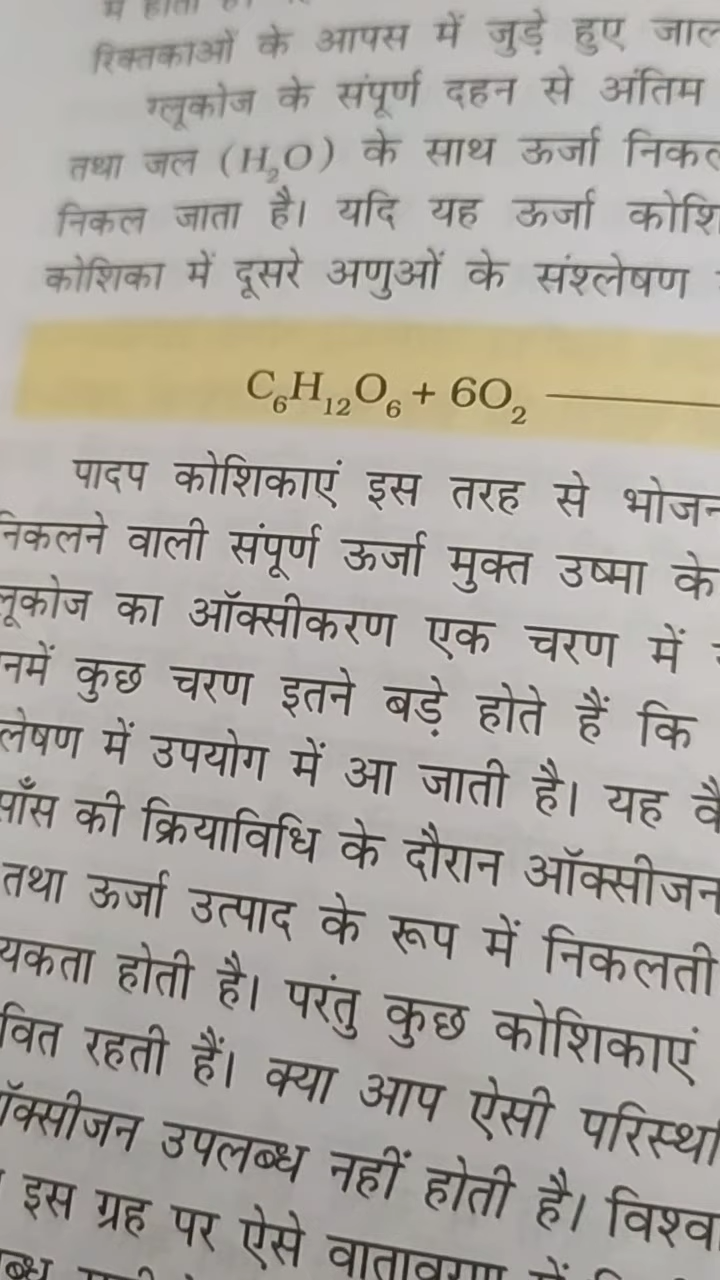 में होता है।
रिक्तिकाओं के आपस में जुड़े हुए जाल
ग्लूकोज के संपूर्ण दहन से अंतिम
तथा जल (H₂O) के साथ ऊर्जा निकल
निकल जाता है। यदि यह ऊर्जा कोशि
कोशिका में दूसरे अणुओं के संश्लेषण
C₆H₁₂O₆ + 6O₂
पादप कोशिकाएं इस तरह से भोजन
निकलने वाली संपूर्ण ऊर्जा मुक्त उष्मा के
लूकोज का ऑक्सीकरण एक चरण में
नमें कुछ चरण इतने बड़े होते हैं कि
लेषण में उपयोग में आ जाती है। यह
साँस की क्रियाविधि के दौरान ऑक्सीजन
तथा ऊर्जा उत्पाद के रूप में निकलती
यकता होती है। परंतु कुछ कोशिकाएं
वित रहती हैं। क्या आप ऐसी परिस्थि
ऑक्सीजन उपलब्ध नहीं होती है। विश्वा
इस ग्रह पर ऐसे वातावरण में